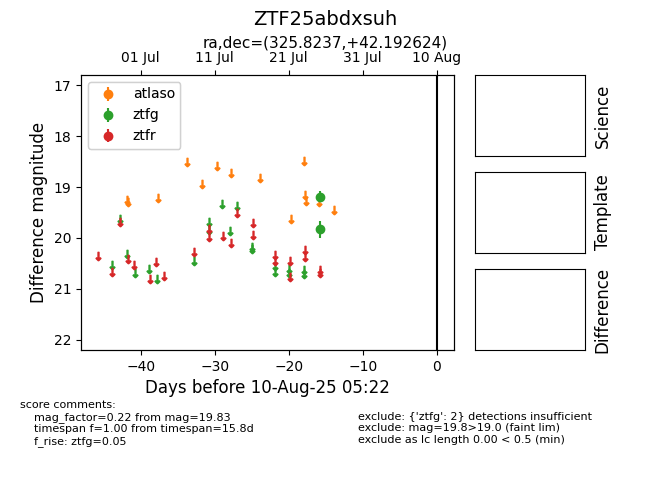 ZTF25abdxsuh
ra,dec=(325.8237,+42.192624)
01 Jul
11 Jul
21 Jul
31 Jul
10 Aug
atlaso
ztfg
ztfr
17
18
19
20
21
22
Difference magnitude
−40
−30
−20
−10
0
Days before 10-Aug-25 05:22
Science
Template
Difference
score comments:
mag_factor=0.22 from mag=19.83
timespan f=1.00 from timespan=15.8d
f_rise: ztfg=0.05
exclude: {'ztfg': 2} detections insufficient
exclude: mag=19.8>19.0 (faint lim)
exclude as lc length 0.00 < 0.5 (min)